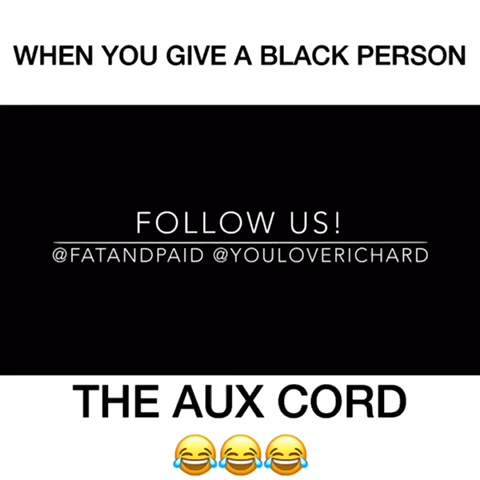 WHEN YOU GIVE A BLACK PERSON
FOLLOW US!
@FATANDPAID @YOULOVERICHARD
THE AUX CORD
😂😂😂